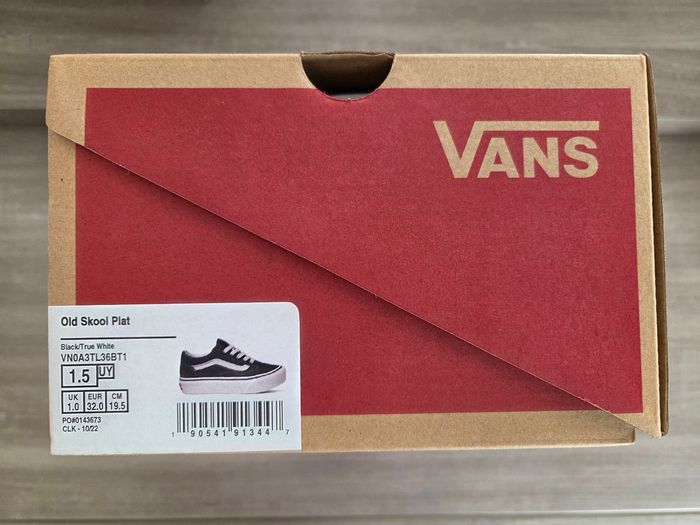 VANS
Old Skool Plat
Black/True White
VN0A3TL36BT1
1.5 UY
UK EUR CM
1.0 32.0 19.5
PO#0143673
CLK - 10/22
1 90541 91344 7